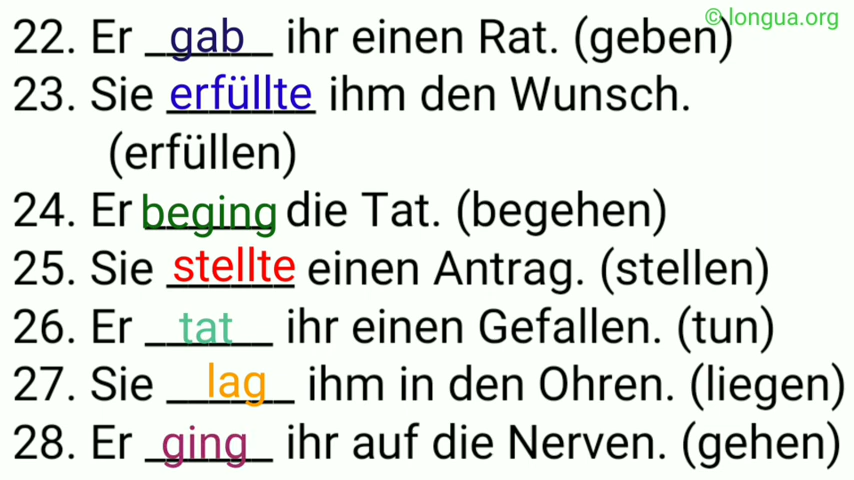 © longua.org
22. Er gab ihr einen Rat. (geben)
23. Sie erfüllte ihm den Wunsch.
(erfüllen)
24. Er beging die Tat. (begehen)
25. Sie stellte einen Antrag. (stellen)
26. Er tat ihr einen Gefallen. (tun)
27. Sie lag ihm in den Ohren. (liegen)
28. Er ging ihr auf die Nerven. (gehen)